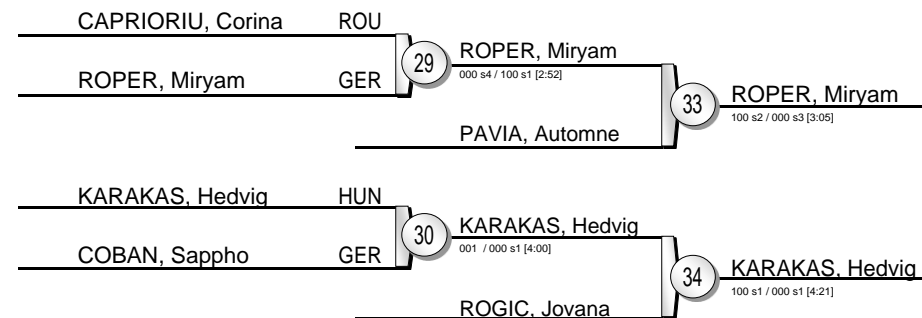 CAPRIORIU, Corina ROU
29
ROPER, Miryam
000 s4 / 100 s1 [2:52]
ROPER, Miryam GER
33
ROPER, Miryam
100 s2 / 000 s3 [3:05]
PAVIA, Automne
KARAKAS, Hedvig HUN
30
KARAKAS, Hedvig
001 / 000 s1 [4:00]
COBAN, Sappho GER
34
KARAKAS, Hedvig
100 s1 / 000 s1 [4:21]
ROGIC, Jovana